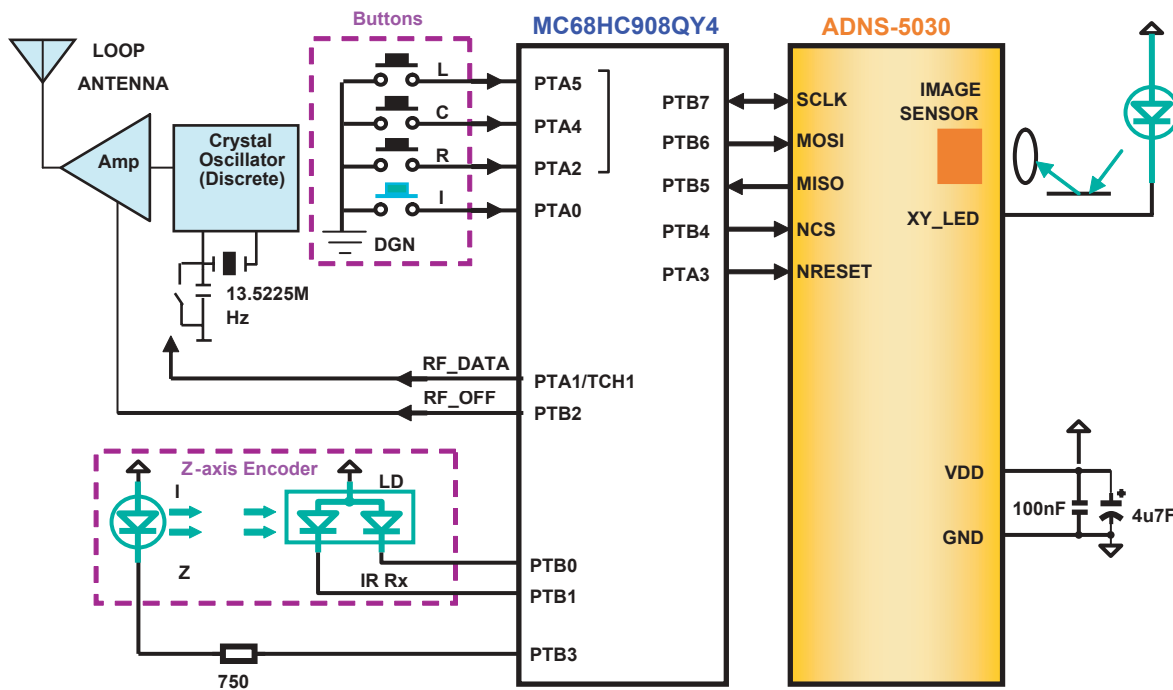 Buttons
MC68HC908QY4
ADNS-5030
LOOP
ANTENNA
Amp
Crystal
Oscillator
(Discrete)
13.5225M
Hz
L
C
R
I
DGN
PTA5
PTA4
PTA2
PTA0
PTB7
PTB6
PTB5
PTB4
PTA3
SCLK
MOSI
MISO
NCS
NRESET
IMAGE
SENSOR
XY_LED
RF_DATA
PTA1/TCH1
RF_OFF
PTB2
Z-axis Encoder
I
LD
Z
IR Rx
PTB0
PTB1
PTB3
750
VDD
GND
100nF
+
4u7F